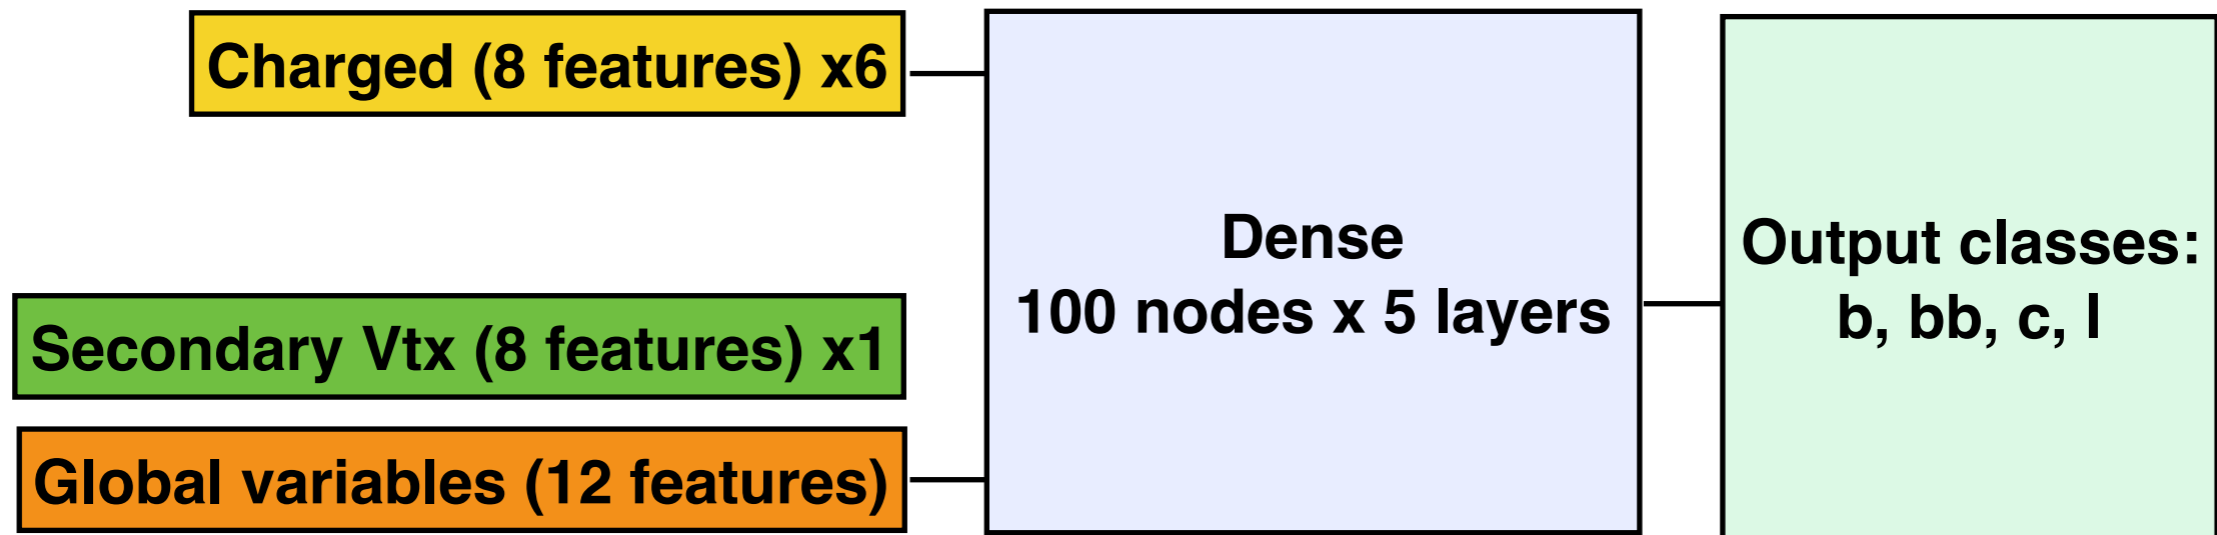 Charged (8 features) x6
Secondary Vtx (8 features) x1
Global variables (12 features)
Dense
100 nodes x 5 layers
Output classes:
b, bb, c, l